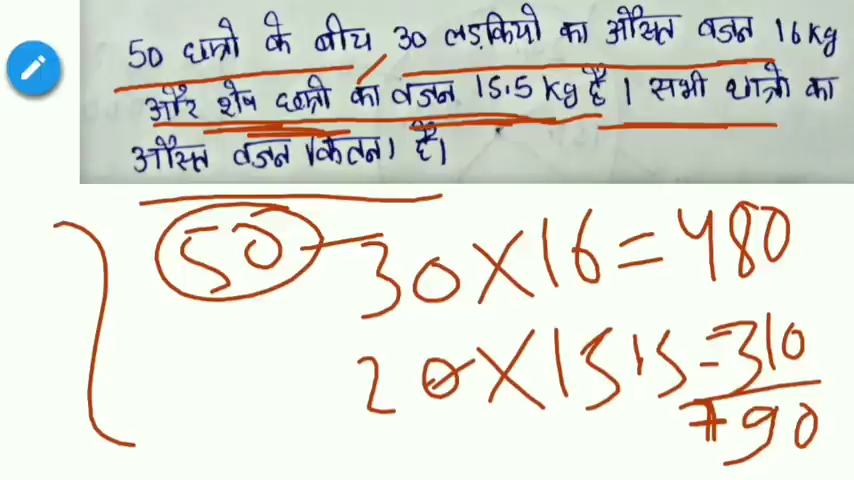 50 छात्रो के बीच 30 लड़कियो का औसत वजन 16 kg
और शेष छात्रो का वजन 15.5 kg है । सभी छात्रो का
औसत वजन कितना है।
50 30×16=480
20×15.5=310
790